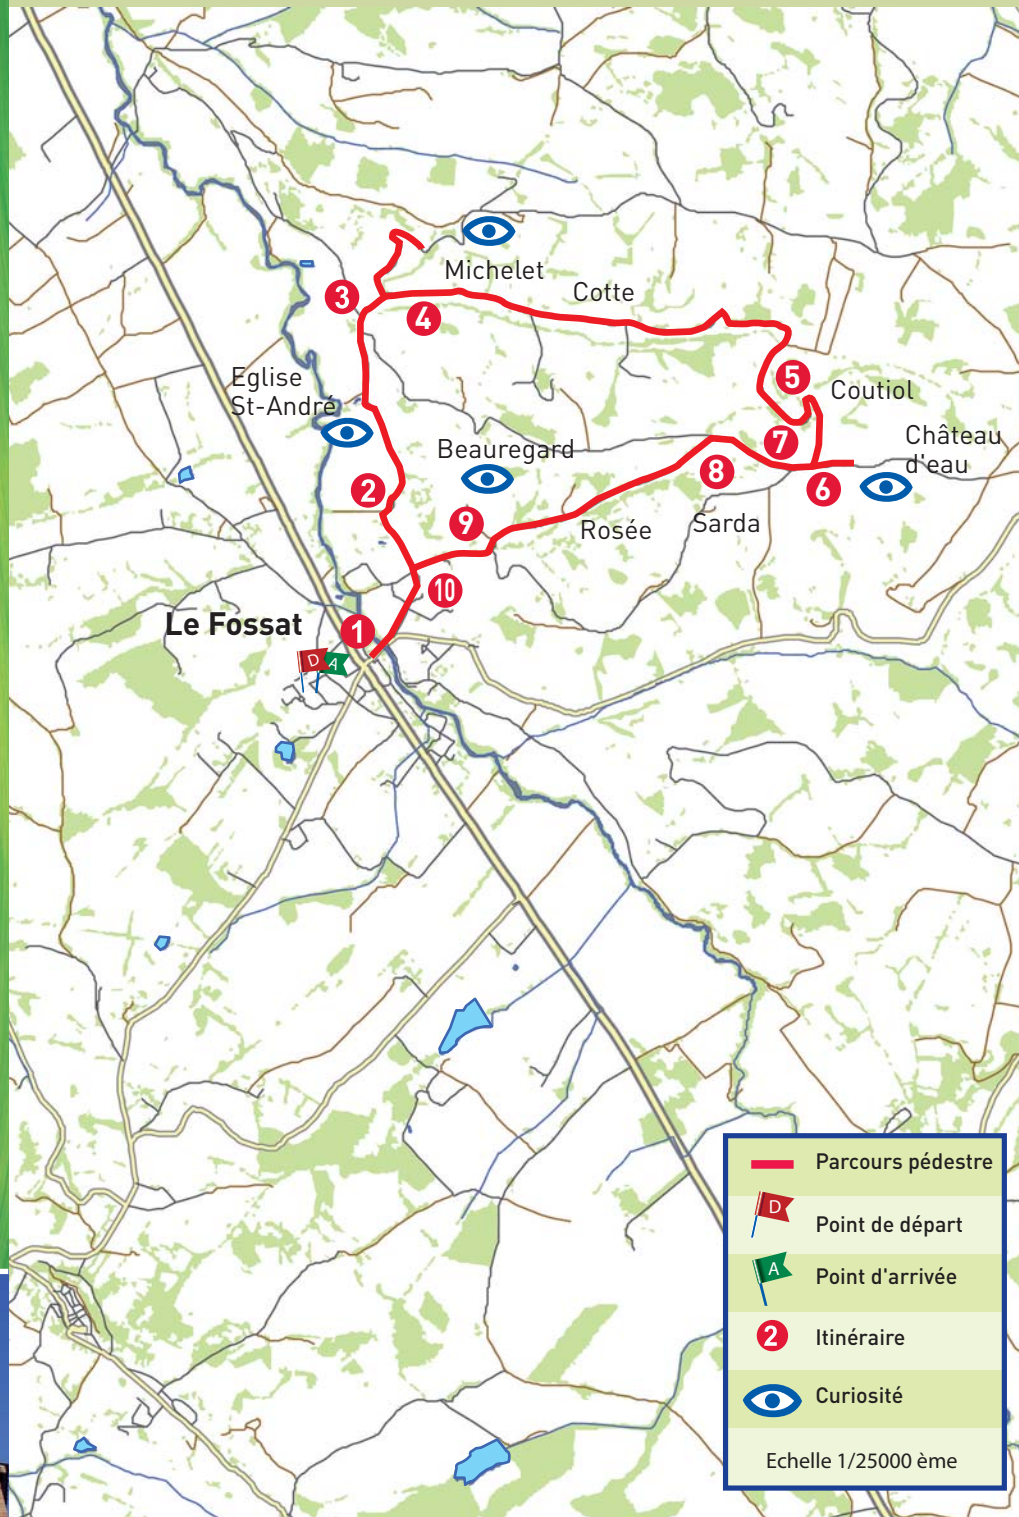 Michelet
Cotte
3
4
Eglise
St-André
5
Coutiol
Beauregard
7
Château
d'eau
2
8
6
9
Rosée
Sarda
10
Le Fossat
1
D
A
Parcours pédestre
D
Point de départ
A
Point d'arrivée
2
Itinéraire
Curiosité
Echelle 1/25000 ème